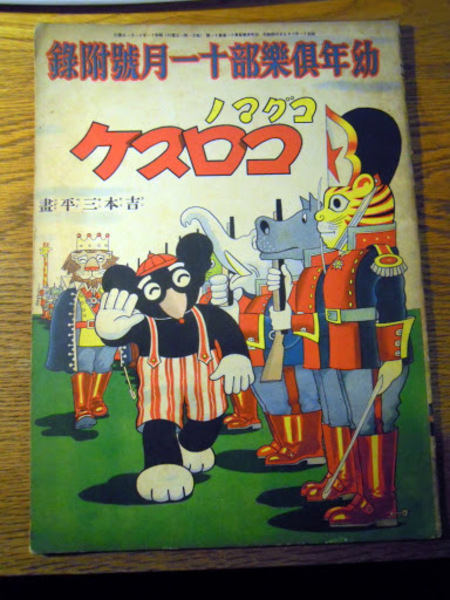 幼年俱樂部十一月號附錄
コグマノ
コロスケ
吉本三平畫